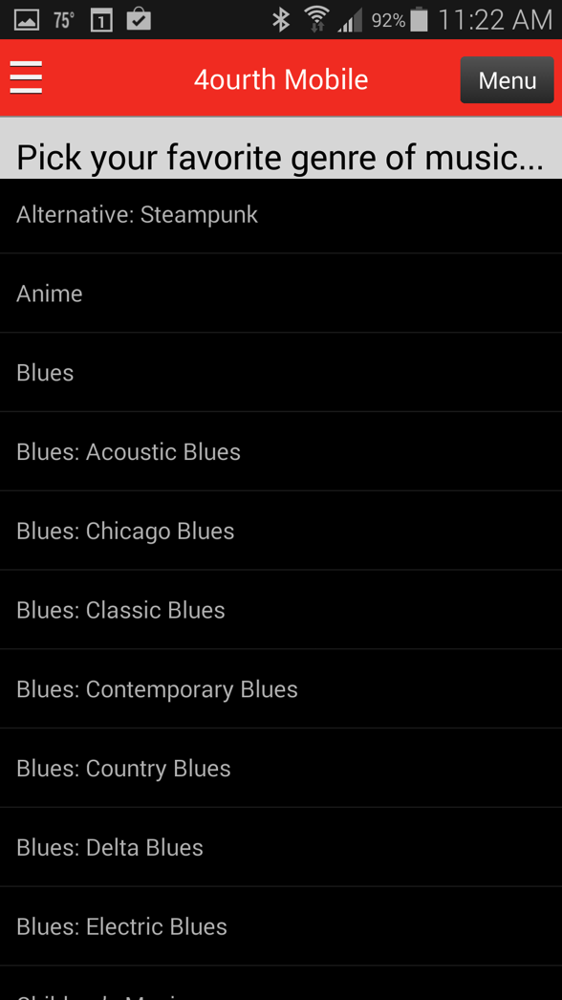 75° 1 92% 11:22 AM
4ourth Mobile Menu
Pick your favorite genre of music...
Alternative: Steampunk
Anime
Blues
Blues: Acoustic Blues
Blues: Chicago Blues
Blues: Classic Blues
Blues: Contemporary Blues
Blues: Country Blues
Blues: Delta Blues
Blues: Electric Blues